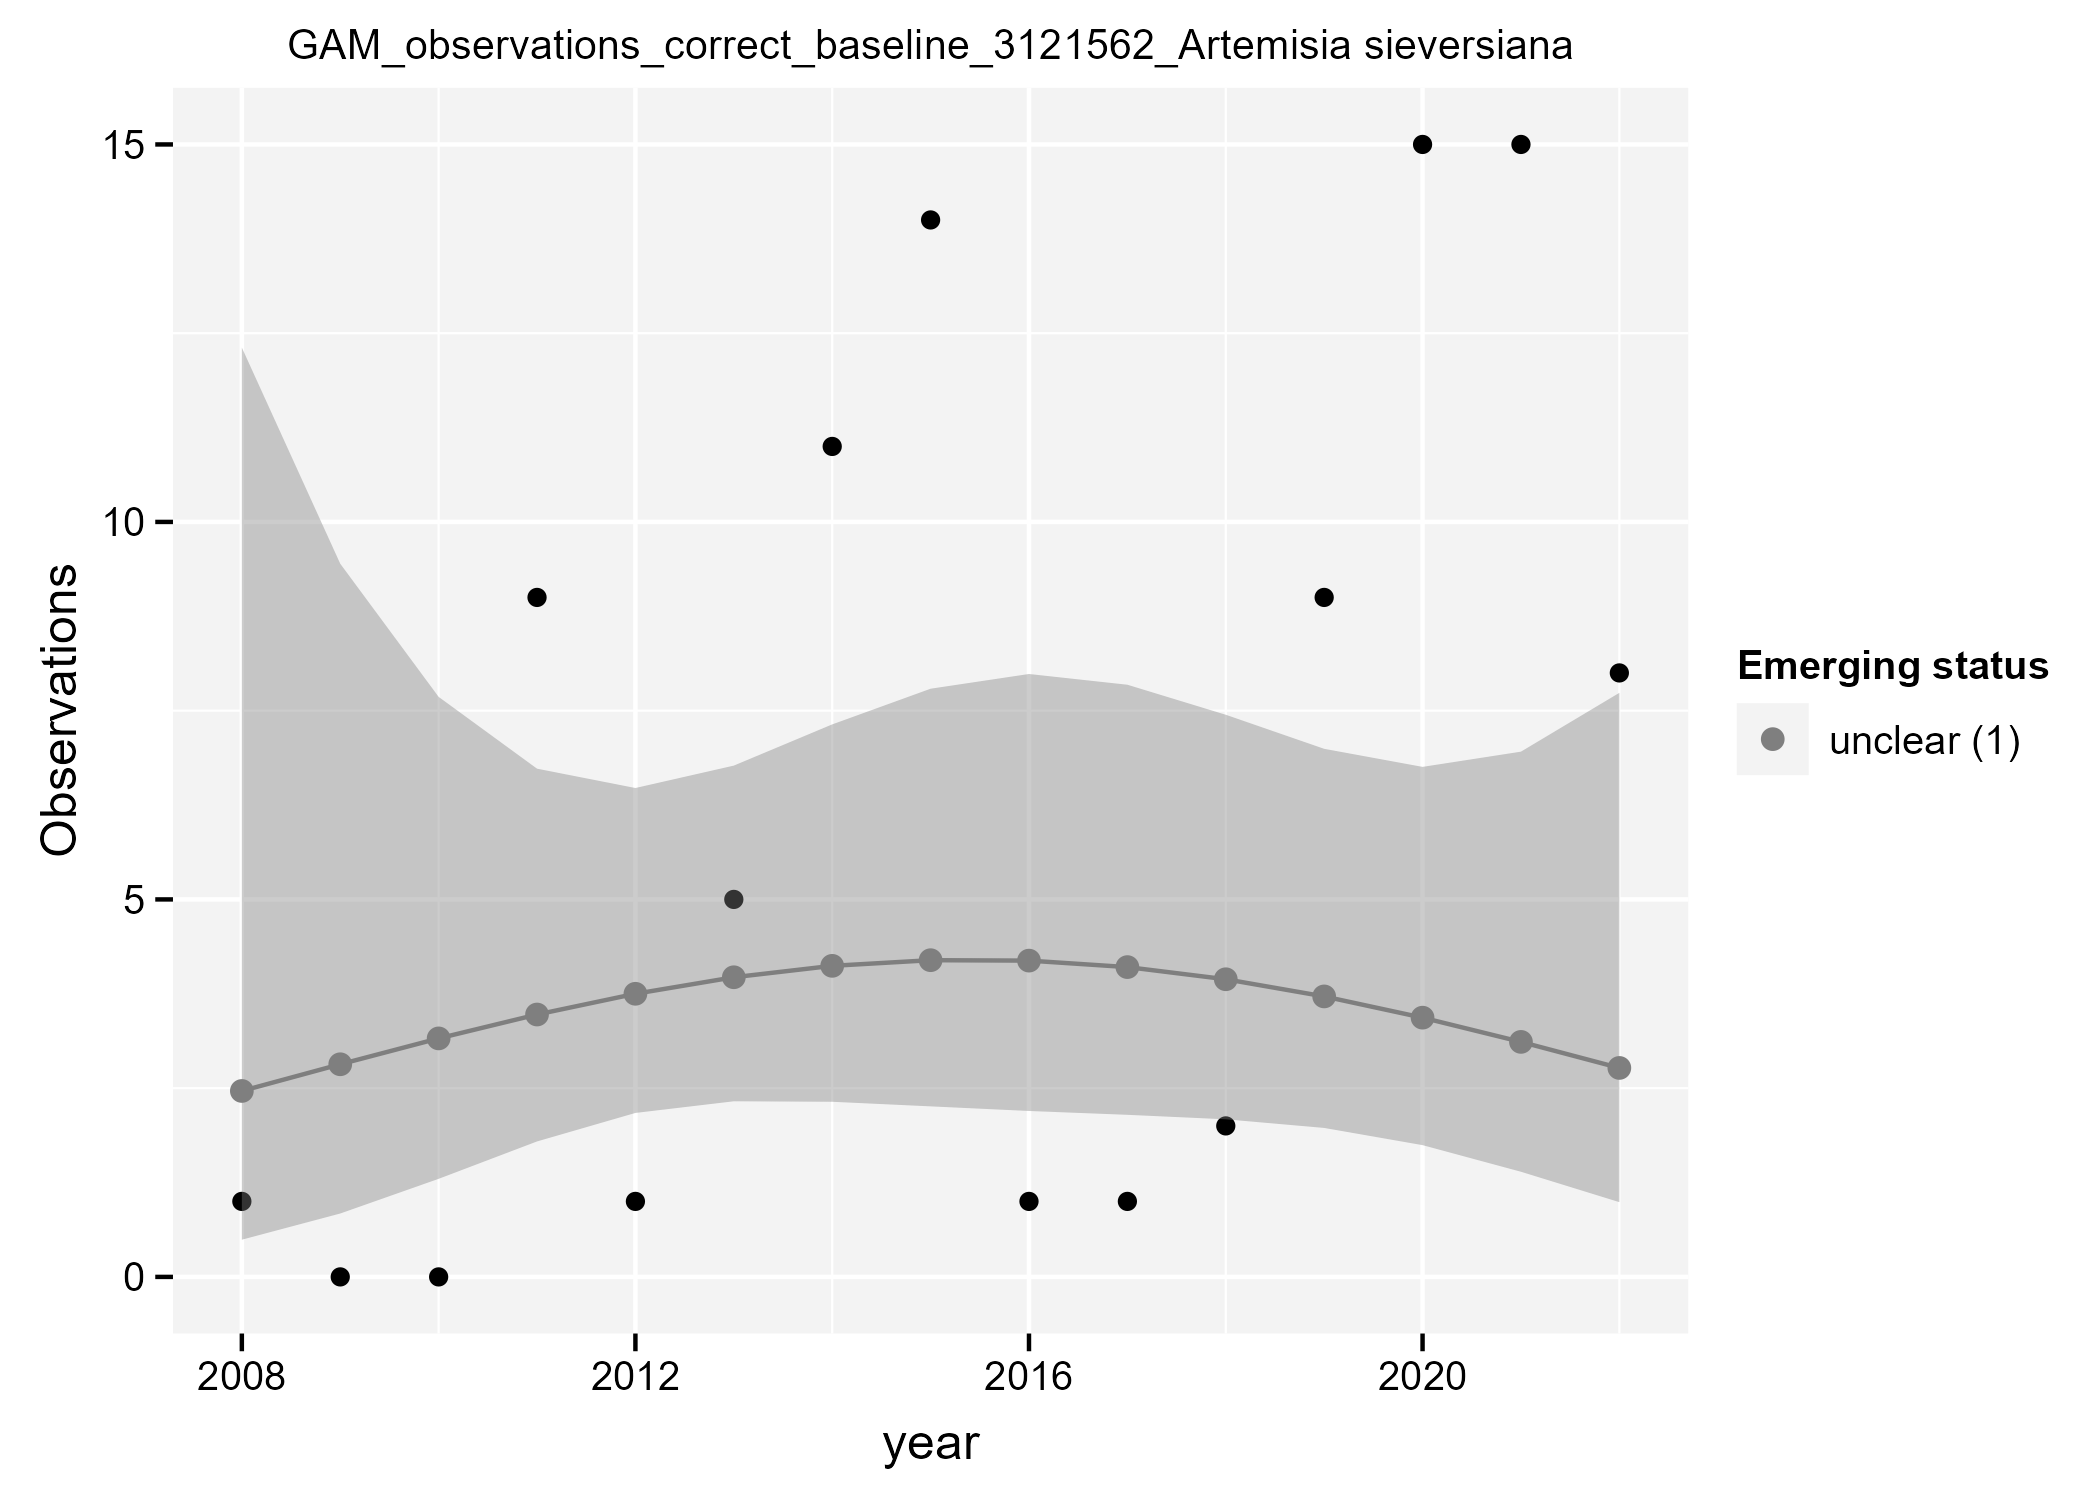 GAM_observations_correct_baseline_3121562_Artemisia sieversiana
15
10
5
0
Observations
2008
2012
2016
2020
year
Emerging status
unclear (1)